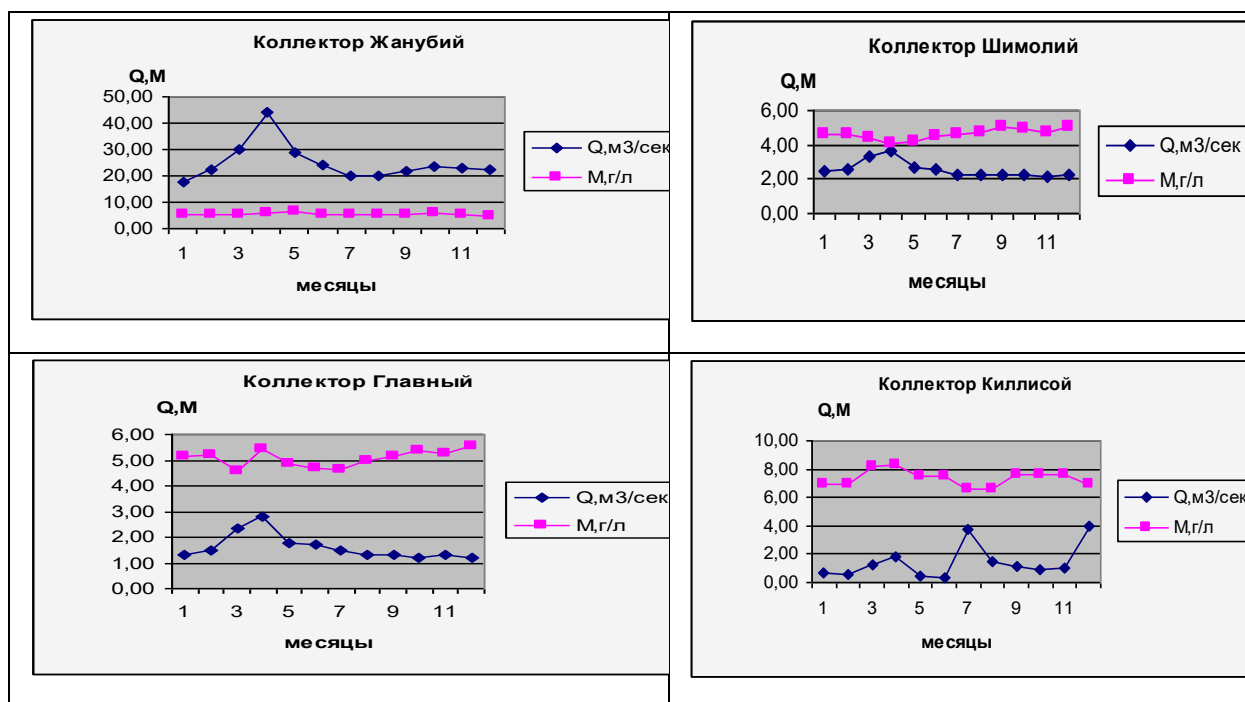 Коллектор Жанубий
Q,М
50,00
40,00
30,00
20,00
10,00
0,00
1 3 5 7 9 11
месяцы
Q,м3/сек
М,г/л
Коллектор Шимолий
Q,М
6,00
4,00
2,00
0,00
1 3 5 7 9 11
месяцы
Q,м3/сек
М,г/л
Коллектор Главный
Q,М
6,00
5,00
4,00
3,00
2,00
1,00
0,00
1 3 5 7 9 11
месяцы
Q,м3/сек
М,г/л
Коллектор Киллисой
Q,М
10,00
8,00
6,00
4,00
2,00
0,00
1 3 5 7 9 11
месяцы
Q,м3/сек
М,г/л